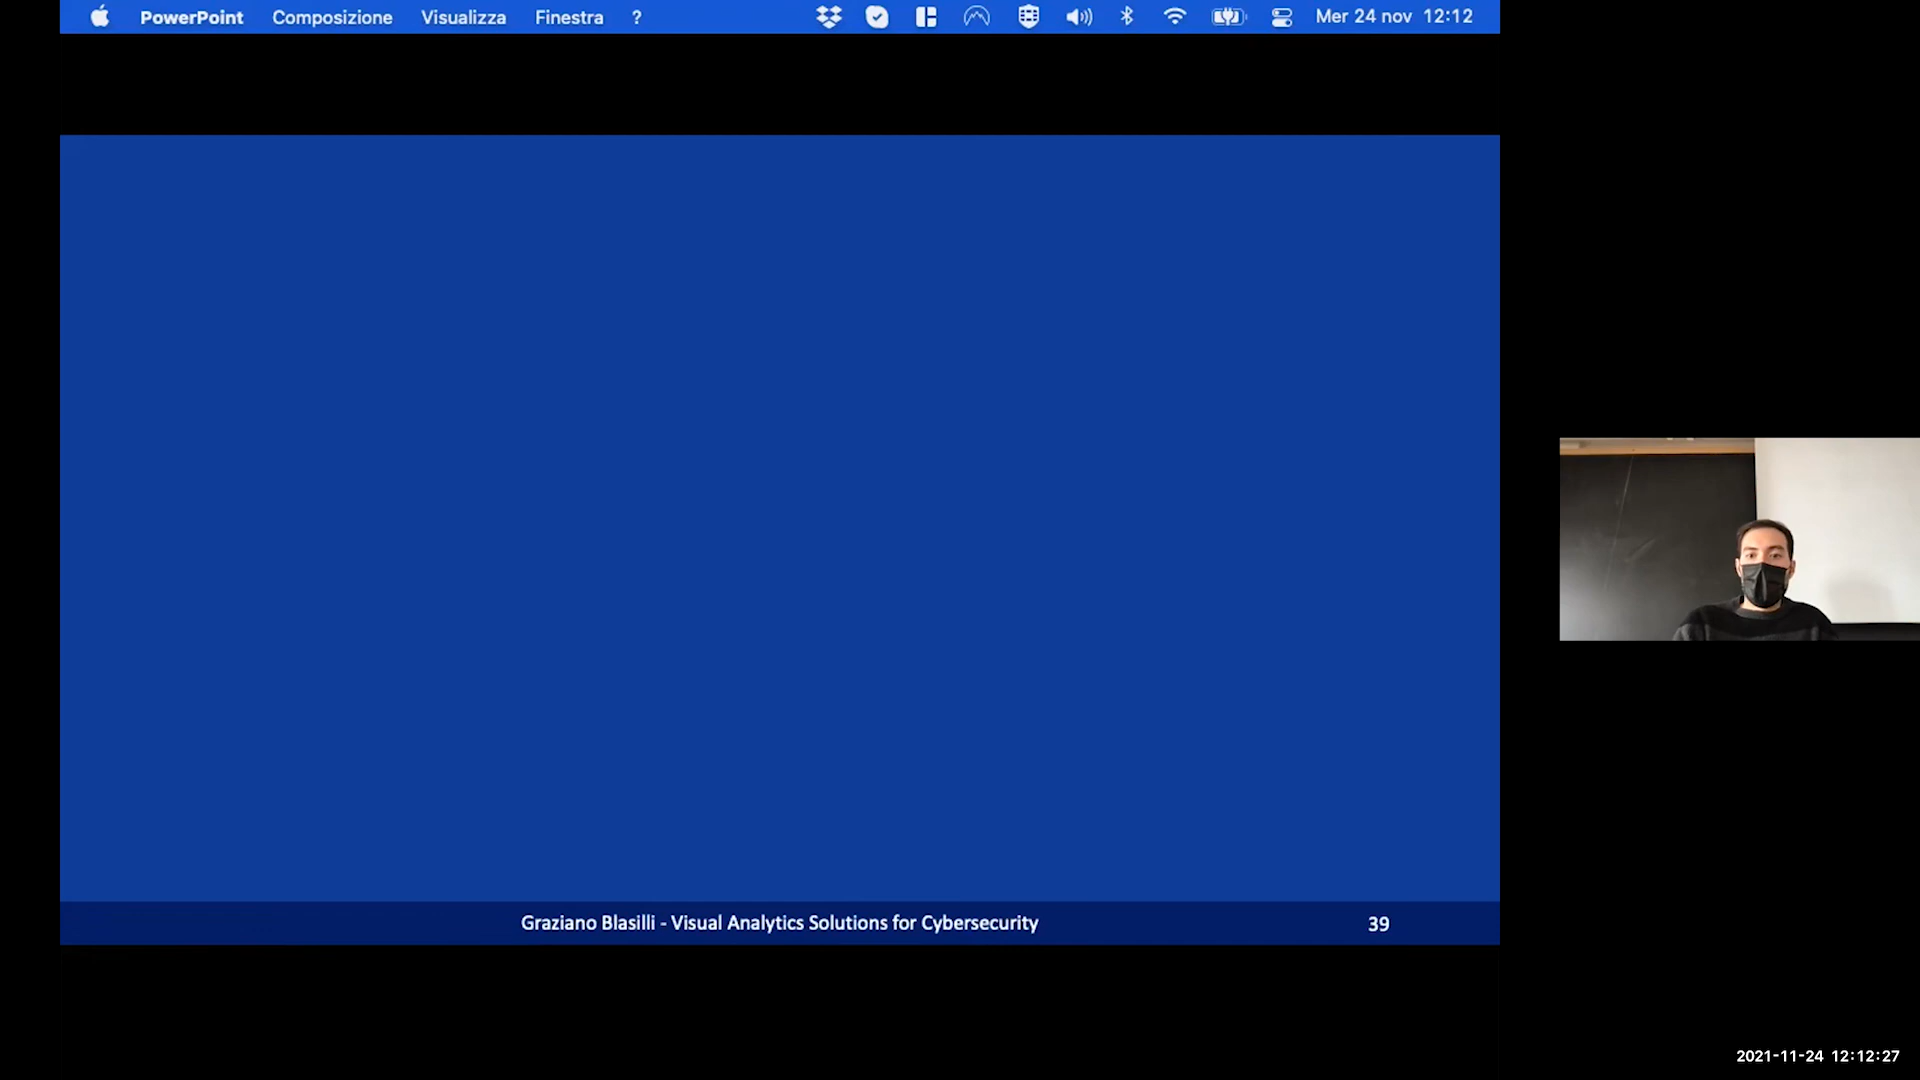 PowerPoint Composizione Visualizza Finestra ? Mer 24 nov 12:12
Graziano Blasilli - Visual Analytics Solutions for Cybersecurity 39
2021-11-24 12:12:27